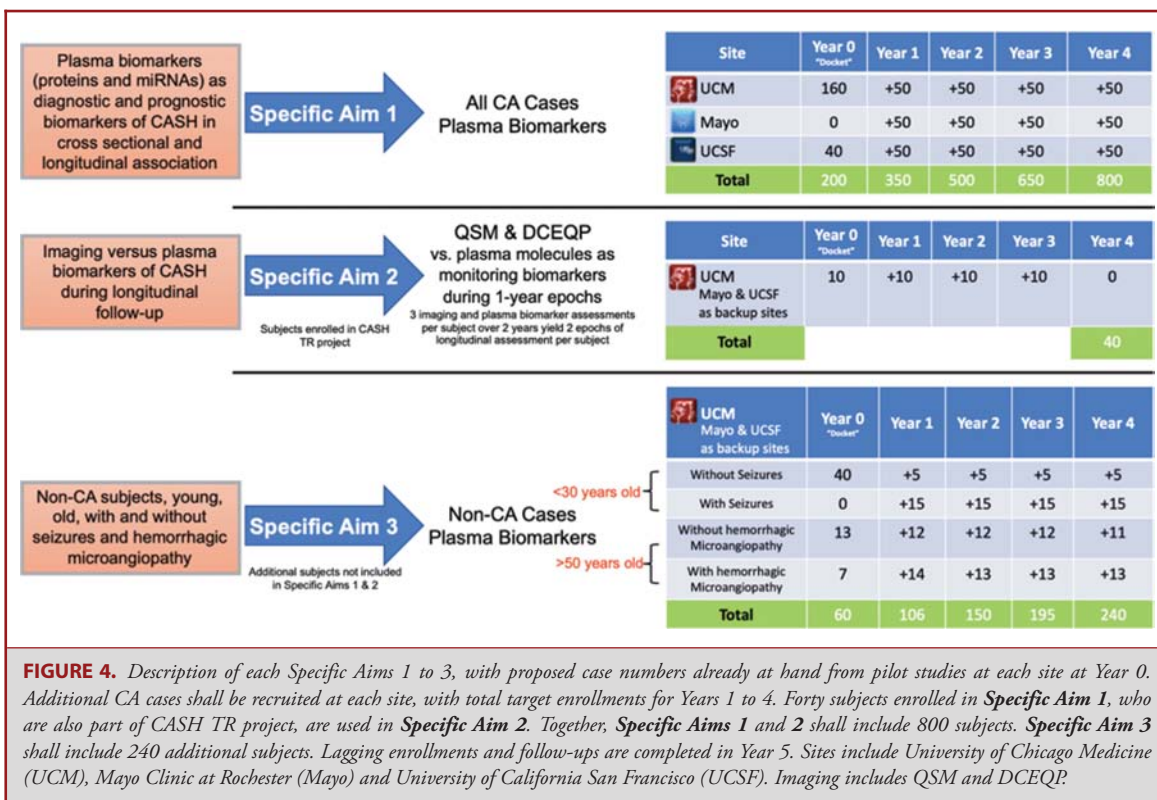 Plasma biomarkers
(proteins and miRNAs) as
diagnostic and prognostic
biomarkers of CASH in
cross sectional and
longitudinal association
Specific Aim 1
All CA Cases
Plasma Biomarkers
Site Year 0 Year 1 Year 2 Year 3 Year 4
"Docket"
UCM 160 +50 +50 +50 +50
Mayo 0 +50 +50 +50 +50
UCSF 40 +50 +50 +50 +50
Total 200 350 500 650 800
Imaging versus plasma
biomarkers of CASH
during longitudinal
follow-up
Specific Aim 2
Subjects enrolled in CASH
TR project
QSM & DCEQP
vs. plasma molecules as
monitoring biomarkers
during 1-year epochs
3 imaging and plasma biomarker assessments
per subject over 2 years yield 2 epochs of
longitudinal assessment per subject
Site Year 0 Year 1 Year 2 Year 3 Year 4
"Docket"
UCM 10 +10 +10 +10 0
Mayo & UCSF
as backup sites
Total 40
Non-CA subjects, young,
old, with and without
seizures and hemorrhagic
microangiopathy
Specific Aim 3
Additional subjects not included
in Specific Aims 1 & 2
Non-CA Cases
Plasma Biomarkers
<30 years old
>50 years old
UCM Year 0 Year 1 Year 2 Year 3 Year 4
Mayo & UCSF "Docket"
as backup sites
Without Seizures 40 +5 +5 +5 +5
With Seizures 0 +15 +15 +15 +15
Without hemorrhagic 13 +12 +12 +12 +11
Microangiopathy
With hemorrhagic 7 +14 +13 +13 +13
Microangiopathy
Total 60 106 150 195 240
FIGURE 4. Description of each Specific Aims 1 to 3, with proposed case numbers already at hand from pilot studies at each site at Year 0.
Additional CA cases shall be recruited at each site, with total target enrollments for Years 1 to 4. Forty subjects enrolled in Specific Aim 1, who
are also part of CASH TR project, are used in Specific Aim 2. Together, Specific Aims 1 and 2 shall include 800 subjects. Specific Aim 3
shall include 240 additional subjects. Lagging enrollments and follow-ups are completed in Year 5. Sites include University of Chicago Medicine
(UCM), Mayo Clinic at Rochester (Mayo) and University of California San Francisco (UCSF). Imaging includes QSM and DCEQP.